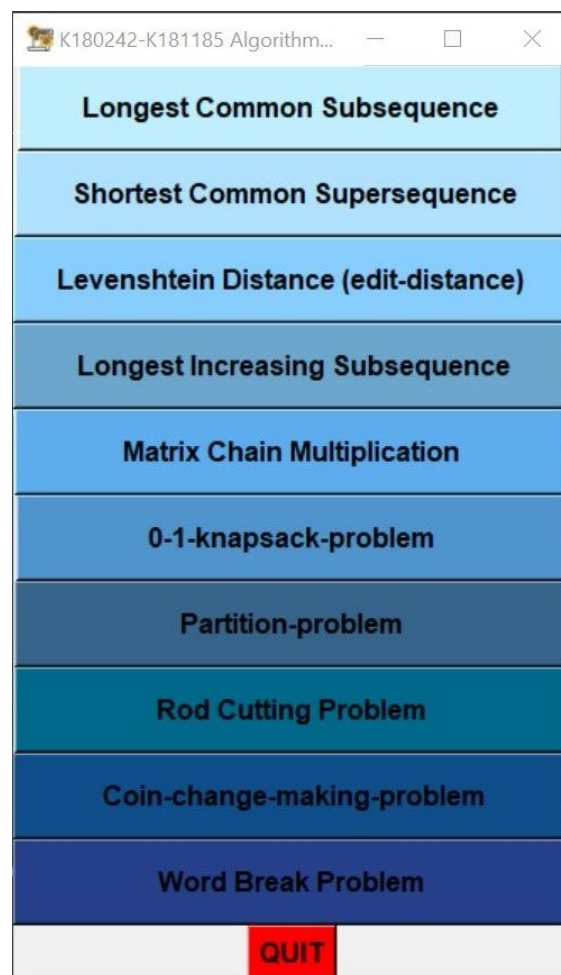 K180242-K181185 Algorithm...
Longest Common Subsequence
Shortest Common Supersequence
Levenshtein Distance (edit-distance)
Longest Increasing Subsequence
Matrix Chain Multiplication
0-1-knapsack-problem
Partition-problem
Rod Cutting Problem
Coin-change-making-problem
Word Break Problem
QUIT